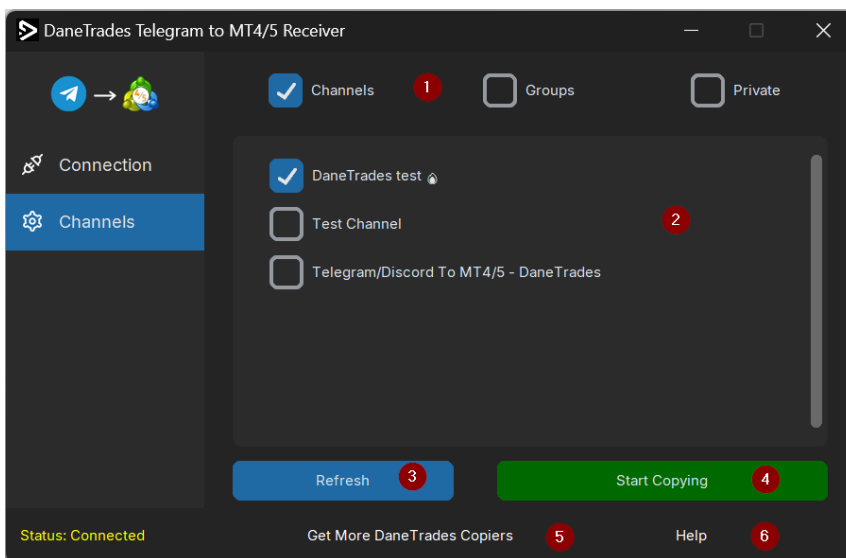 DaneTrades Telegram to MT4/5 Receiver
Channels 1 Groups Private
Connection
Channels
DaneTrades test
Test Channel 2
Telegram/Discord To MT4/5 - DaneTrades
Refresh 3 Start Copying 4
Status: Connected Get More DaneTrades Copiers 5 Help 6